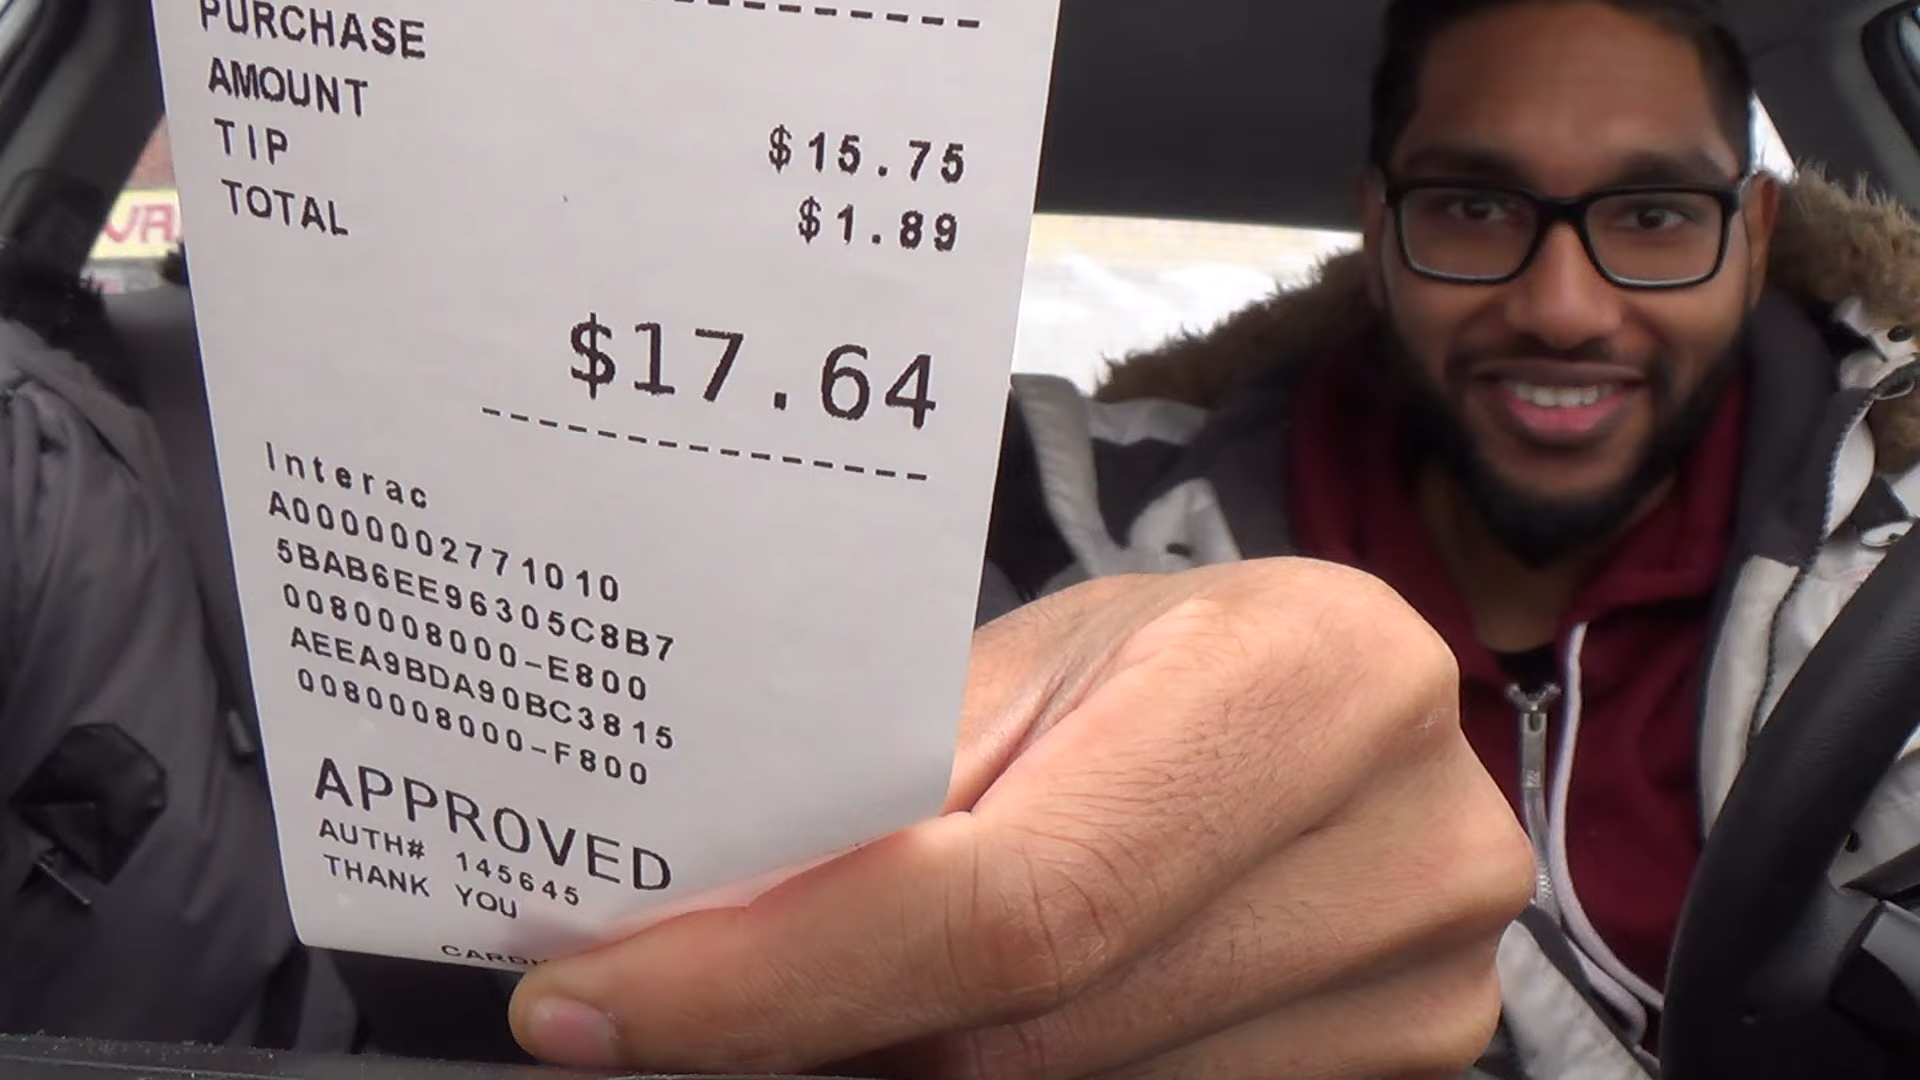 PURCHASE
AMOUNT $15.75
TIP $1.89
TOTAL
$17.64
Interac
A0000002771010
5BAB6EE96305C8B7
0080008000-E800
AEEA9BDA90BC3815
0080008000-F800
APPROVED
AUTH# 145645
THANK YOU